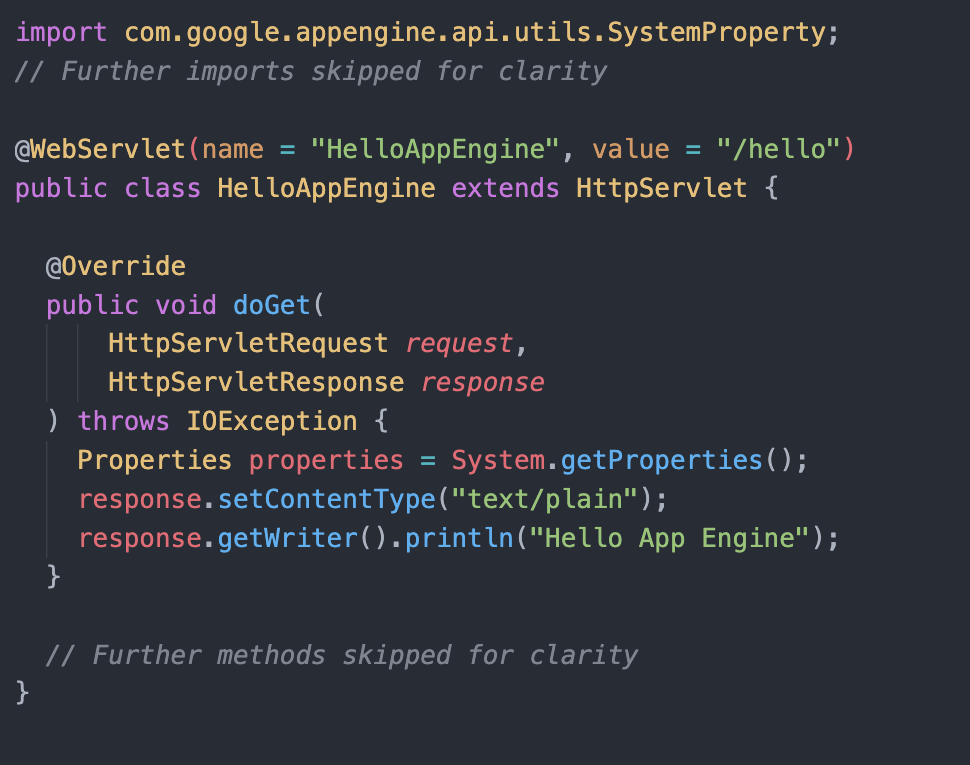 import com.google.appengine.api.utils.SystemProperty;
// Further imports skipped for clarity

@WebServlet(name = "HelloAppEngine", value = "/hello")
public class HelloAppEngine extends HttpServlet {

  @Override
  public void doGet(
      HttpServletRequest request,
      HttpServletResponse response
  ) throws IOException {
    Properties properties = System.getProperties();
    response.setContentType("text/plain");
    response.getWriter().println("Hello App Engine");
  }

  // Further methods skipped for clarity
}